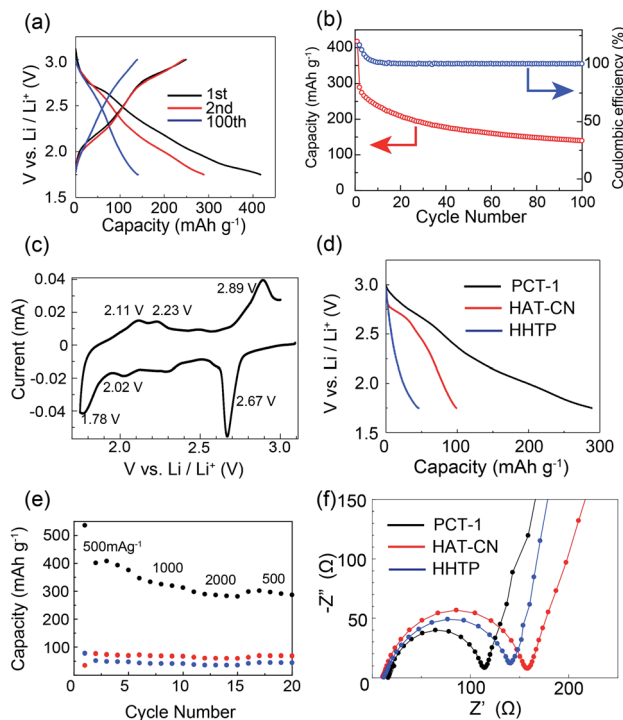 (a)
V vs. Li / Li⁺ (V)
3.5
3.0
2.5
2.0
1.5
1st
2nd
100th
0 100 200 300 400
Capacity (mAh g⁻¹)
(b)
Capacity (mAh g⁻¹)
400
350
300
250
200
150
100
50
0
100
50
0
Coulombic efficiency (%)
0 20 40 60 80 100
Cycle Number
(c)
Current (mA)
0.04
0.02
0
-0.02
-0.04
2.11 V
2.23 V
2.89 V
2.02 V
1.78 V
2.67 V
2.0 2.5 3.0
V vs. Li / Li⁺ (V)
(d)
V vs. Li / Li⁺ (V)
3.5
3.0
2.5
2.0
1.5
PCT-1
HAT-CN
HHTP
0 100 200 300
Capacity (mAh g⁻¹)
(e)
Capacity (mAh g⁻¹)
500
400
300
200
100
0
500mAg⁻¹
1000
2000
500
0 5 10 15 20
Cycle Number
(f)
-Z'' (Ω)
150
100
50
0
PCT-1
HAT-CN
HHTP
0 100 200
Z' (Ω)